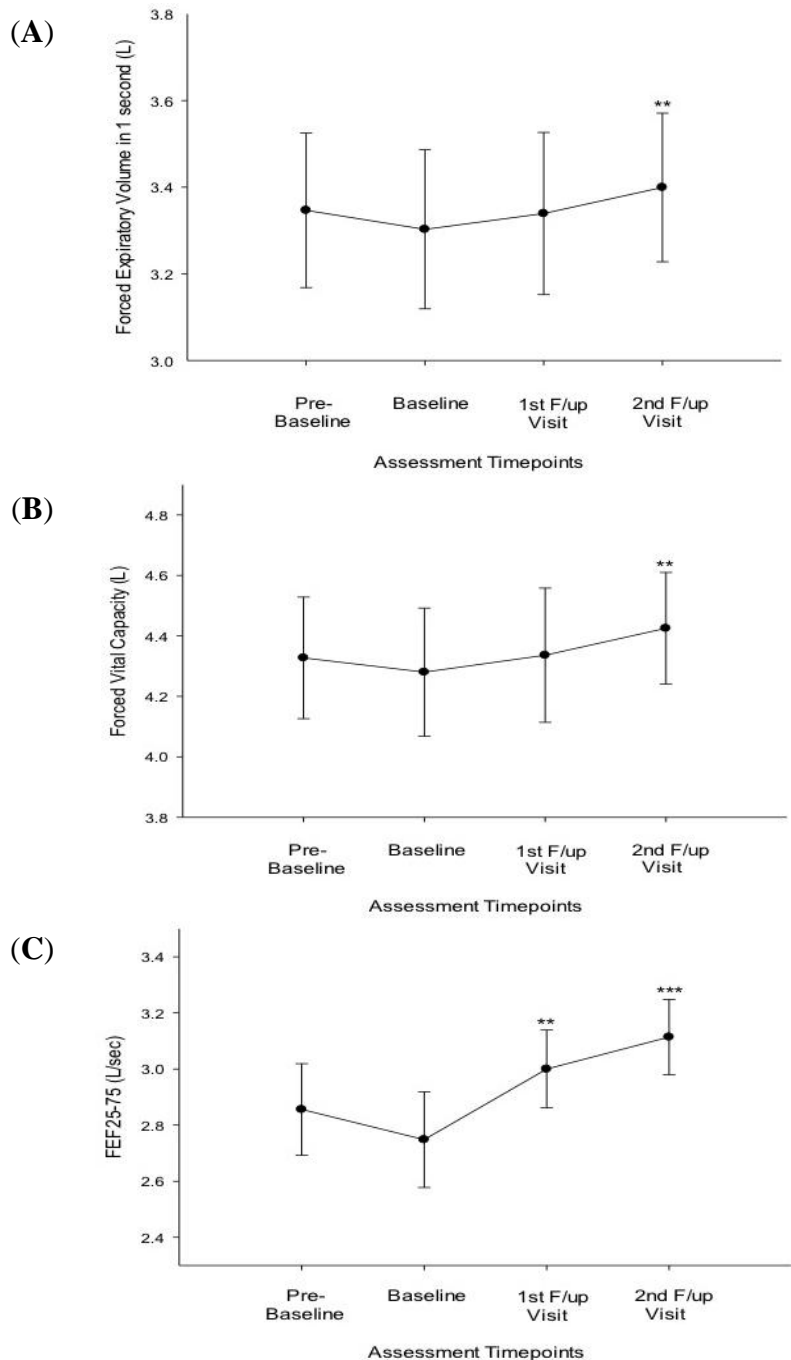 (A)
Forced Expiratory Volume in 1 second (L)
3.8
3.6
3.4
3.2
3.0
**
Pre-
Baseline
Baseline
1st F/up
Visit
2nd F/up
Visit
Assessment Timepoints
(B)
Forced Vital Capacity (L)
4.8
4.6
4.4
4.2
4.0
3.8
**
Pre-
Baseline
Baseline
1st F/up
Visit
2nd F/up
Visit
Assessment Timepoints
(C)
FEF25-75 (L/sec)
3.4
3.2
3.0
2.8
2.6
2.4
**
***
Pre-
Baseline
Baseline
1st F/up
Visit
2nd F/up
Visit
Assessment Timepoints